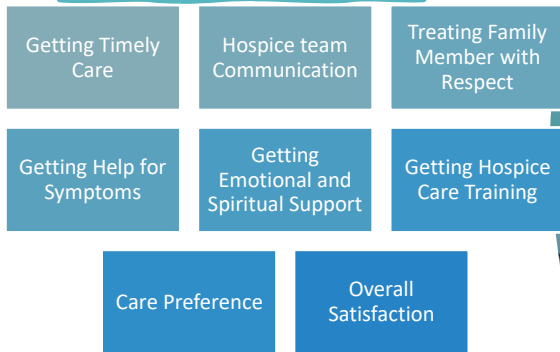 Getting Timely
Care
Hospice team
Communication
Treating Family
Member with
Respect
Getting Help for
Symptoms
Getting
Emotional and
Spiritual Support
Getting Hospice
Care Training
Care Preference
Overall
Satisfaction